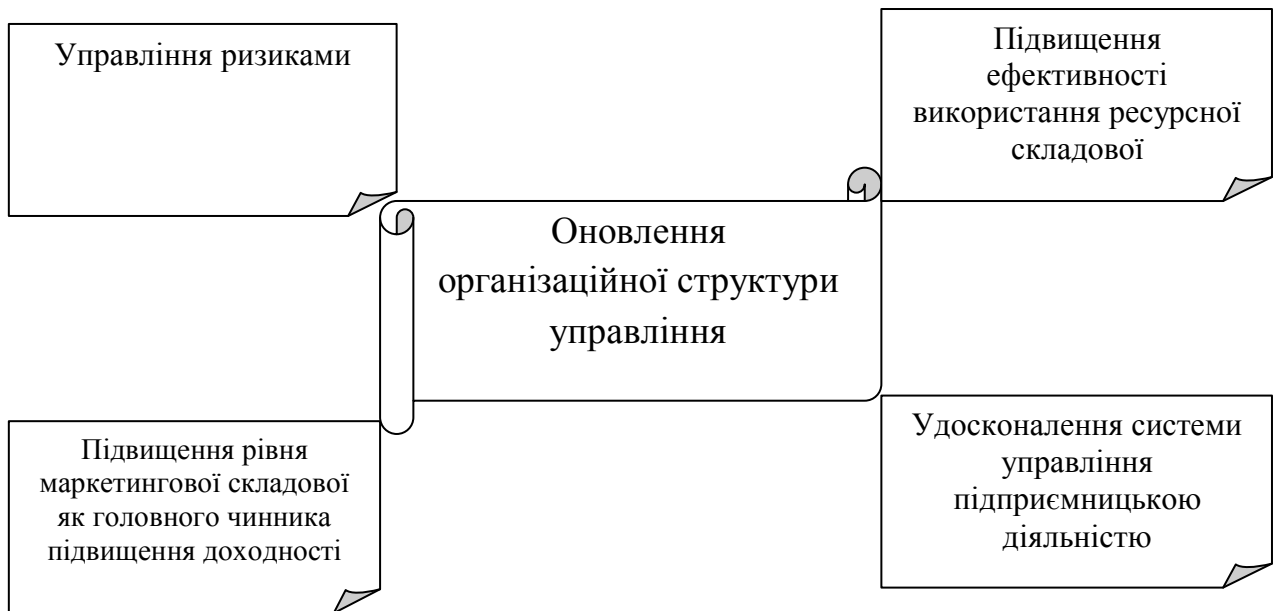 Управління ризиками
Підвищення
ефективності
використання ресурсної
складової
Оновлення
організаційної структури
управління
Підвищення рівня
маркетингової складової
як головного чинника
підвищення доходності
Удосконалення системи
управління
підприємницькою
діяльністю